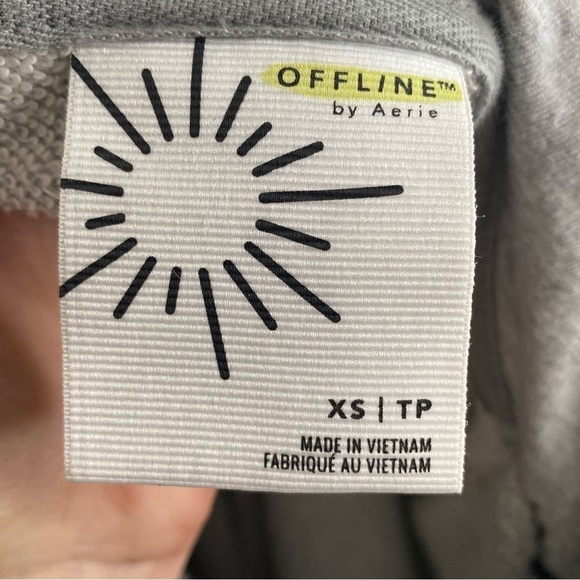 OFFLINE™
by Aerie
XS | TP
MADE IN VIETNAM
FABRIQUÉ AU VIETNAM